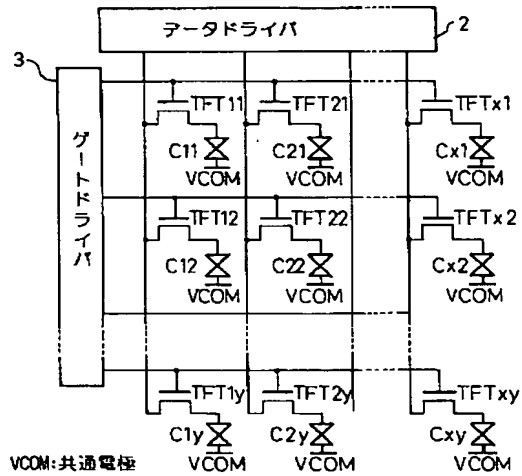 データドライバ
2
3
ゲートドライバ
TFT11
TFT21
TFTx1
C11
C21
Cx1
VCOM
VCOM
VCOM
TFT12
TFT22
TFTx2
C12
C22
Cx2
VCOM
VCOM
VCOM
TFT1y
TFT2y
TFTxy
C1y
C2y
Cxy
VCOM:共通電極
VCOM
VCOM
VCOM